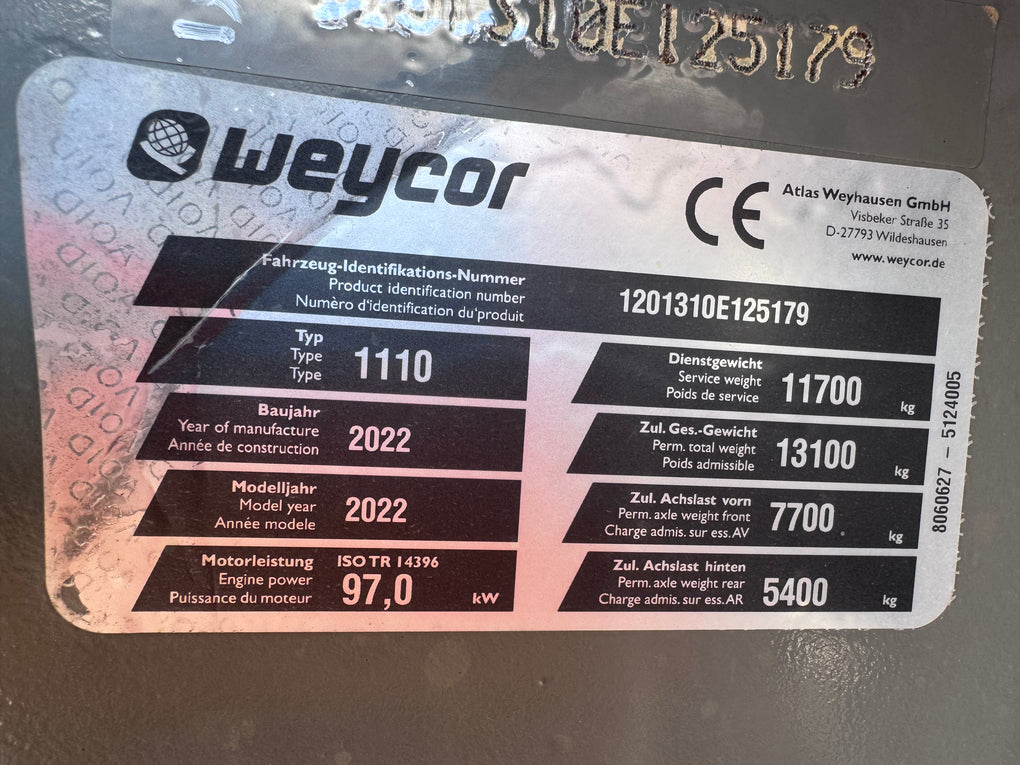 S10E125179
weycor
CE
Atlas Weyhausen GmbH
Visbeker Straße 35
D-27793 Wildeshausen
www.weycor.de
Fahrzeug-Identifikations-Nummer
Product identification number
Numèro d'identification du'produit
1201310E125179
Typ
Type
Type
1110
Baujahr
Year of manufacture
Année de construction
2022
Modelljahr
Model year
Année modele
2022
Motorleistung
Engine power
Puissance du moteur
ISO TR 14396
97,0 kW
Dienstgewicht
Service weight
Poids de service
11700 kg
Zul. Ges.-Gewicht
Perm. total weight
Poids admissible
13100 kg
Zul. Achslast vorn
Perm. axle weight front
Charge admis. sur ess. AV
7700 kg
Zul. Achslast hinten
Perm. axle weight rear
Charge admis. sur ess. AR
5400 kg
8060627 – 5124005
VOID VOID VOID